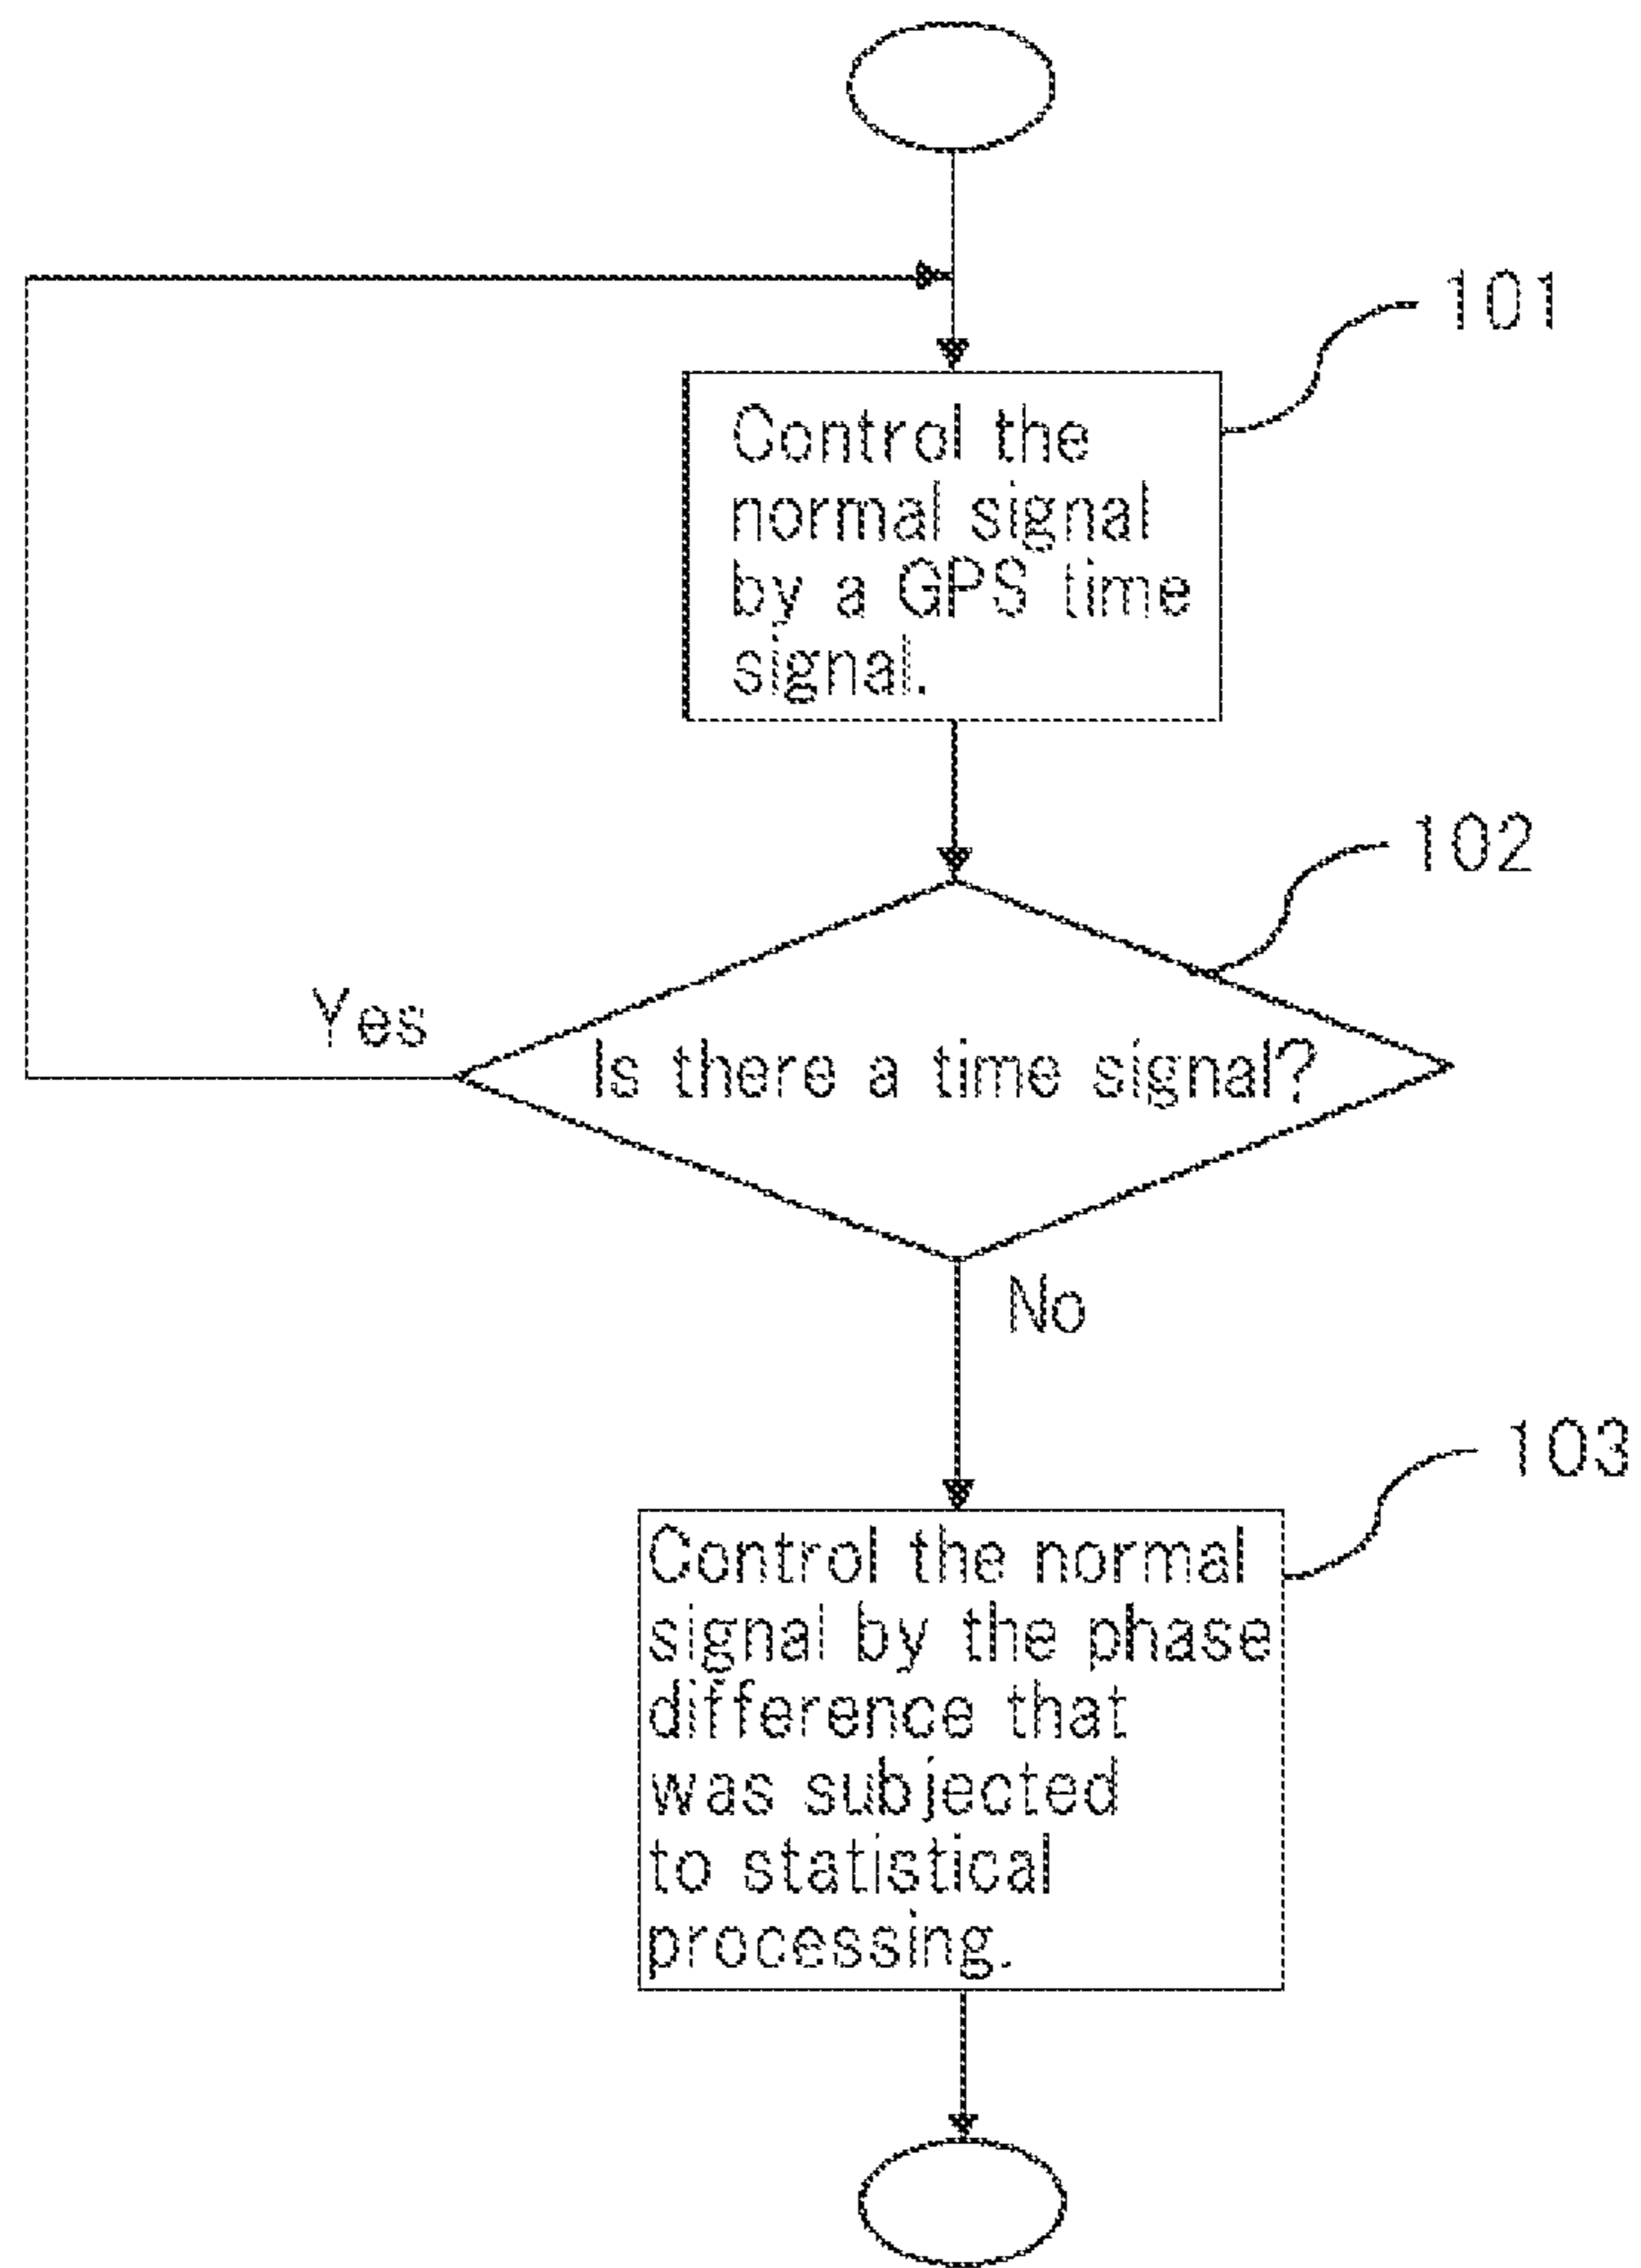 101
Control the
normal signal
by a GPS time
signal.
102
Yes
Is there a time signal?
No
103
Control the normal
signal by the phase
difference that
was subjected
to statistical
processing.